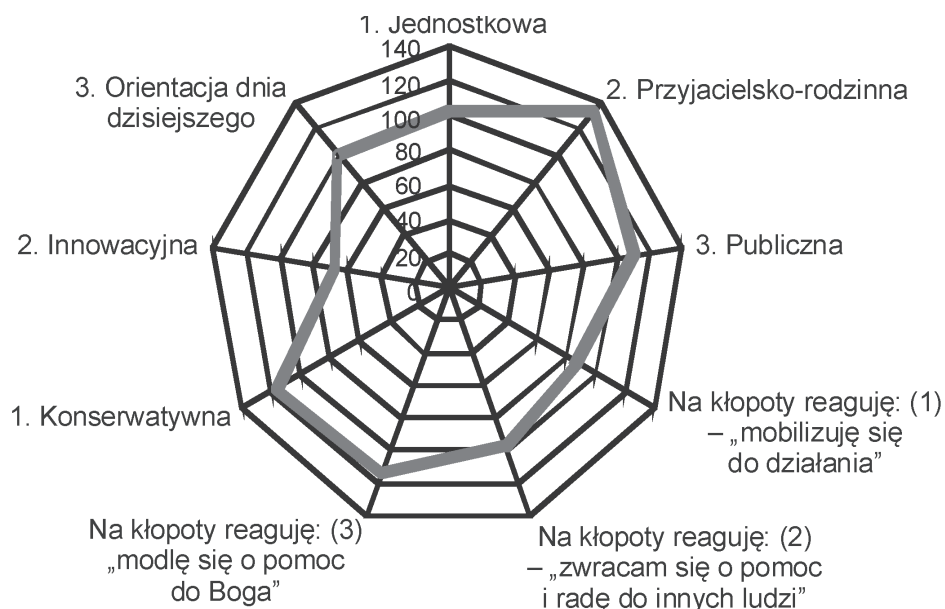 1. Jednostkowa
140
120
100
80
60
40
20
0
2. Przyjacielsko-rodzinna
3. Publiczna
Na kłopoty reaguję: (1)
– „mobilizuję się
do działania”
Na kłopoty reaguję: (2)
– „zwracam się o pomoc
i radę do innych ludzi”
Na kłopoty reaguję: (3)
„modlę się o pomoc
do Boga”
1. Konserwatywna
2. Innowacyjna
3. Orientacja dnia
dzisiejszego